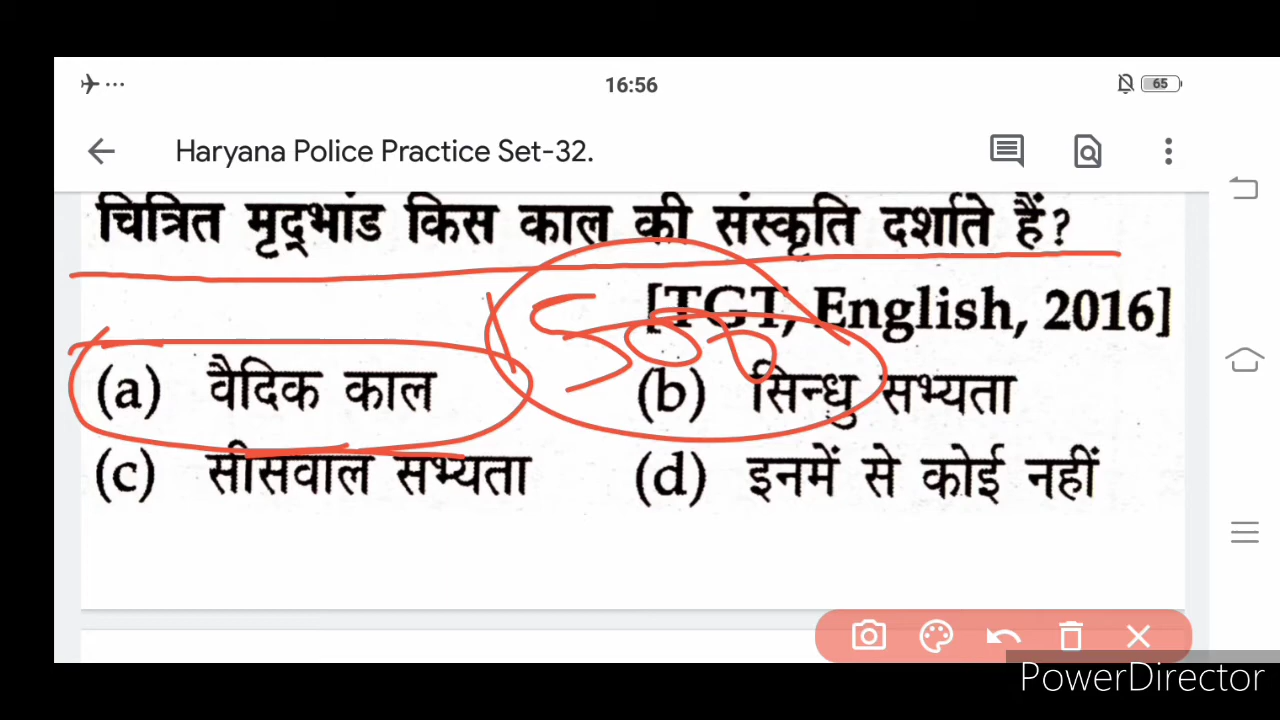 16:56
65
Haryana Police Practice Set-32.
चित्रित मृद्भांड किस काल की संस्कृति दर्शाते हैं?
[TGT, English, 2016]
1500
(a) वैदिक काल (b) सिन्धु सभ्यता
(c) सीसवाल सभ्यता (d) इनमें से कोई नहीं
PowerDirector